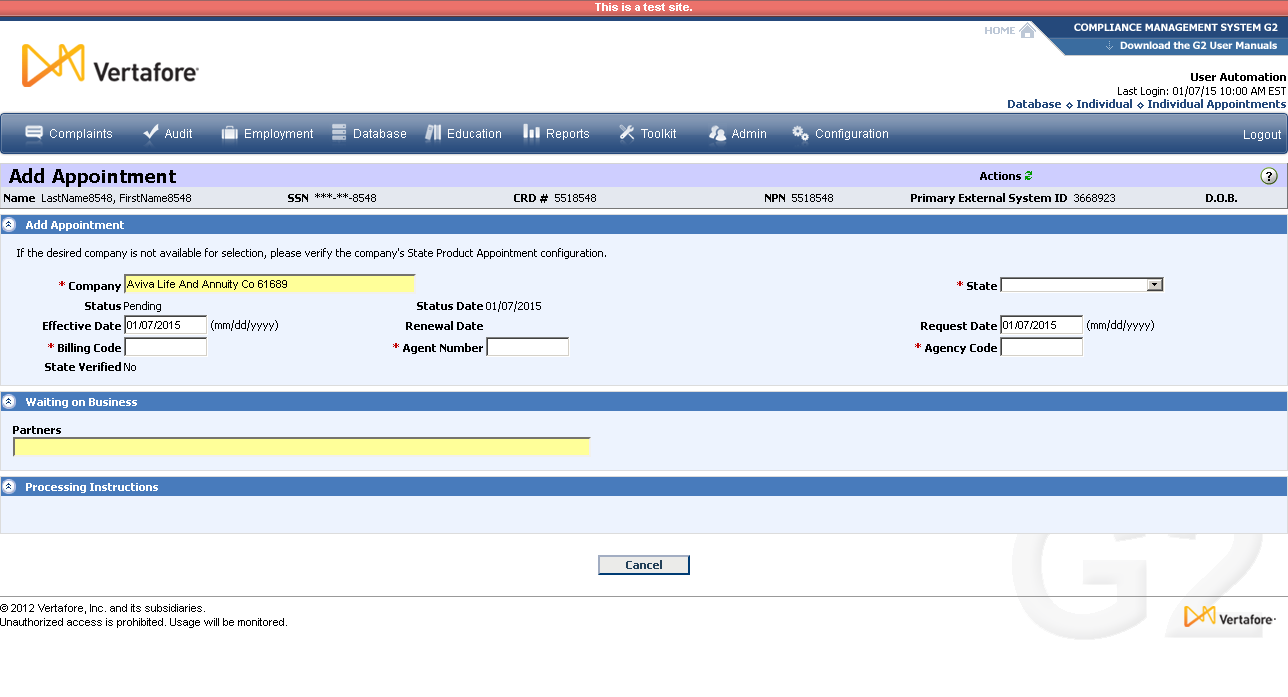 This is a test site.
HOME
COMPLIANCE MANAGEMENT SYSTEM G2
Download the G2 User Manuals
Vertafore
User Automation
Last Login: 01/07/15 10:00 AM EST
Database ⬥ Individual ⬥ Individual Appointments
Complaints Audit Employment Database Education Reports Toolkit Admin Configuration Logout
Add Appointment Actions ?
Name LastName8548, FirstName8548 SSN ***-**-8548 CRD # 5518548 NPN 5518548 Primary External System ID 3668923 D.O.B.
Add Appointment
If the desired company is not available for selection, please verify the company's State Product Appointment configuration.
* Company Aviva Life And Annuity Co 61689 * State
Status Pending Status Date 01/07/2015
Effective Date 01/07/2015 (mm/dd/yyyy) Renewal Date Request Date 01/07/2015 (mm/dd/yyyy)
* Billing Code * Agent Number * Agency Code
State Verified No
Waiting on Business
Partners
Processing Instructions
Cancel
G2
© 2012 Vertafore, Inc. and its subsidiaries.
Unauthorized access is prohibited. Usage will be monitored.
Vertafore